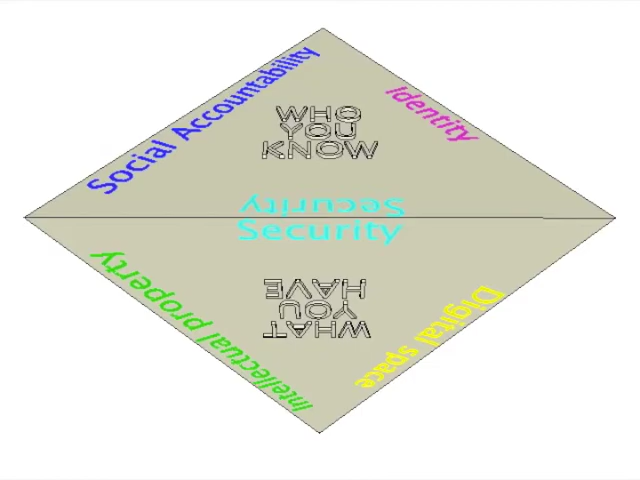 Social Accountability
Identity
WHO
YOU
KNOW
Security
Security
Intellectual property
WHAT
YOU
HAVE
Digital space